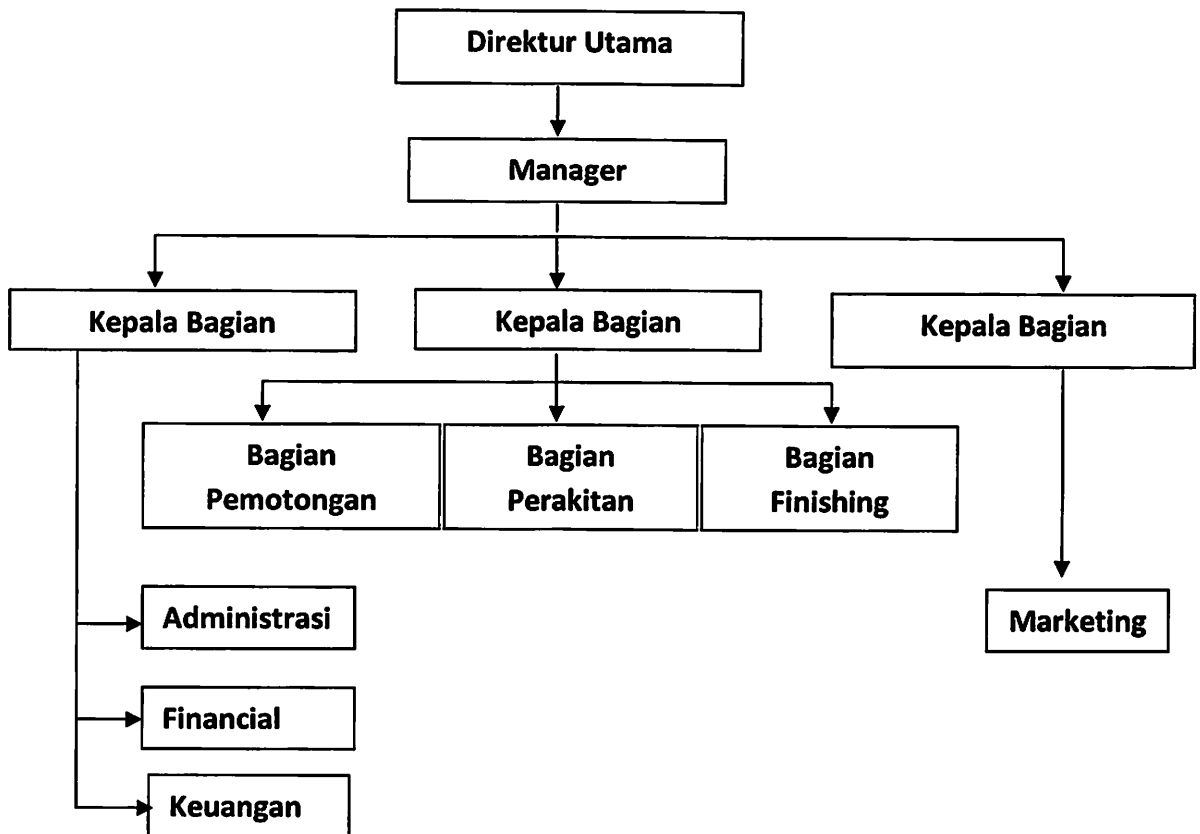 Direktur Utama
Manager
Kepala Bagian
Kepala Bagian
Kepala Bagian
Bagian
Pemotongan
Bagian
Perakitan
Bagian
Finishing
Administrasi
Marketing
Financial
Keuangan